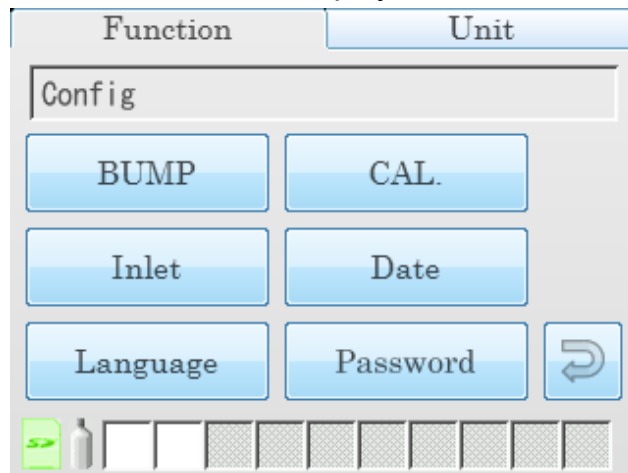 Function Unit
Config
BUMP CAL.
Inlet Date
Language Password